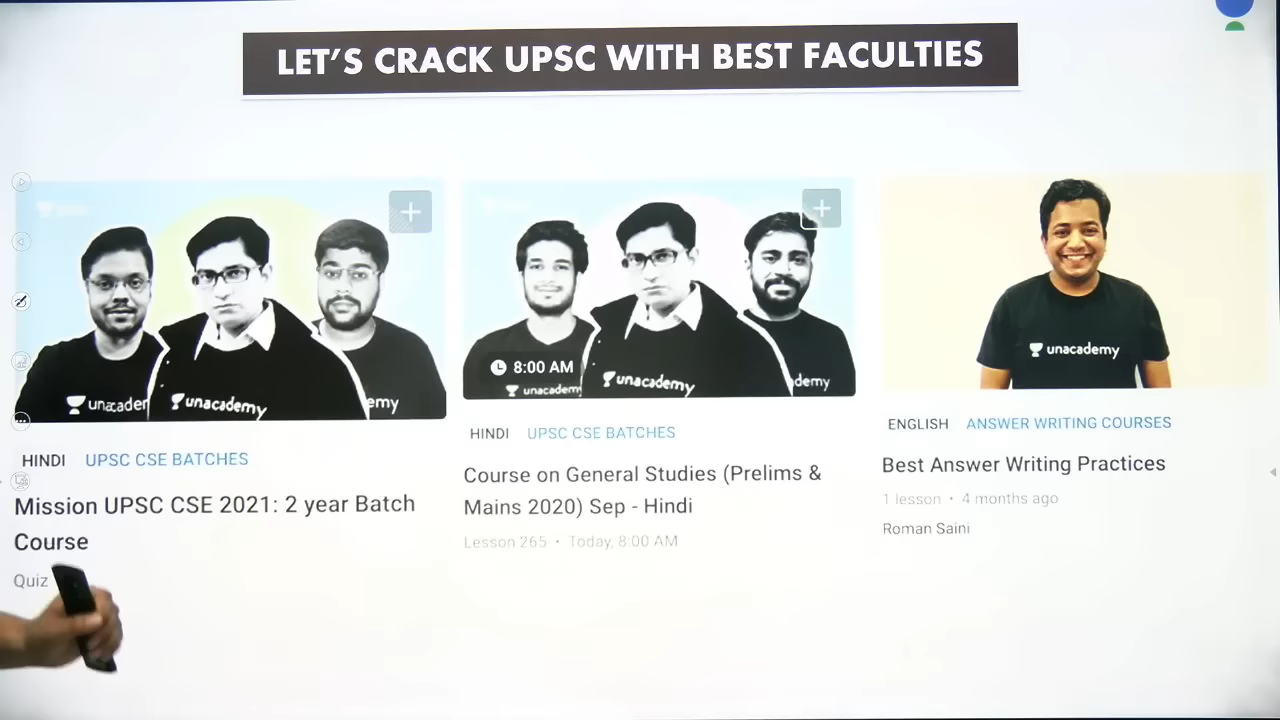 LET'S CRACK UPSC WITH BEST FACULTIES
unacader
unacademy
emy
HINDI UPSC CSE BATCHES
Mission UPSC CSE 2021: 2 year Batch
Course
Quiz
8:00 AM
unacademy
unacademy
demy
HINDI UPSC CSE BATCHES
Course on General Studies (Prelims &
Mains 2020) Sep - Hindi
Lesson 265 • Today, 8:00 AM
unacademy
ENGLISH ANSWER WRITING COURSES
Best Answer Writing Practices
1 lesson • 4 months ago
Roman Saini